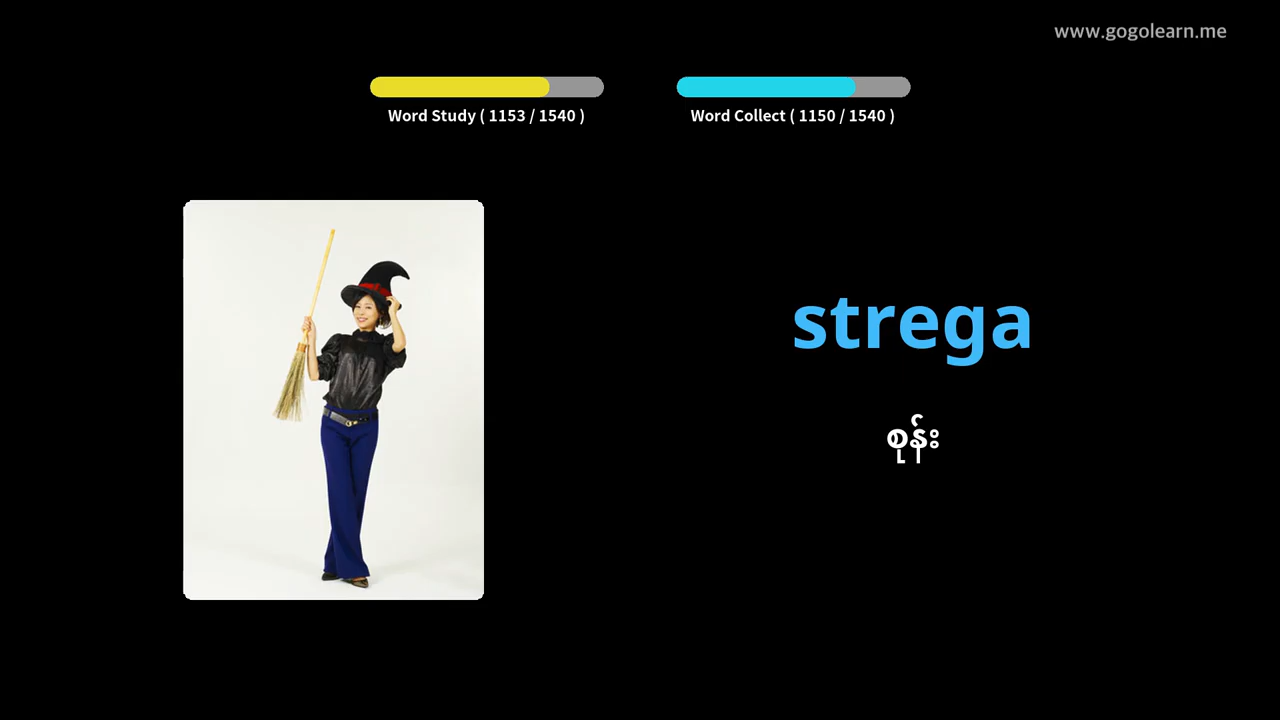 www.gogolearn.me
Word Study ( 1153 / 1540 )
Word Collect ( 1150 / 1540 )
strega
စုန်း